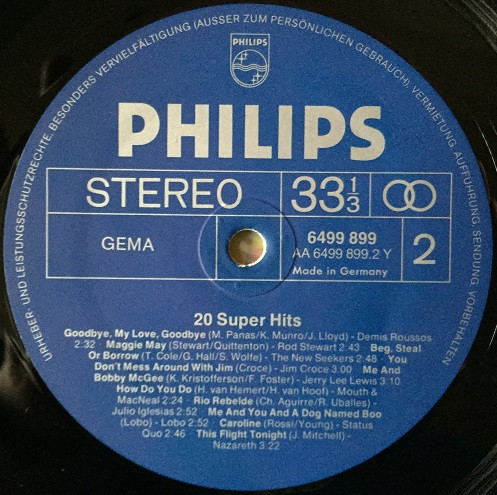 URHEBER- UND LEISTUNGSSCHUTZRECHTE, BESONDERS VERVIELFÄLTIGUNG (AUSSER ZUM PERSÖNLICHEN GEBRAUCH), VERMIETUNG, AUFFÜHRUNG, SENDUNG VORBEHALTEN
PHILIPS
PHILIPS
STEREO
33 1/3
GEMA
6499 899
AA 6499 899.2 Y
Made in Germany
2
20 Super Hits
Goodbye, My Love, Goodbye (M. Panas/K. Munro/J. Lloyd) - Demis Roussos
2:32 - Maggie May (Stewart/Quittenton) - Rod Stewart 2:43 - Beg, Steal
Or Borrow (T. Cole/G. Hall/S. Wolfe) - The New Seekers 2:48 - You
Don't Mess Around With Jim (Croce) - Jim Croce 3.00 - Me And
Bobby McGee (K. Kristofferson/F. Foster) - Jerry Lee Lewis 3:10
How Do You Do (H. van Hemert/H. van Hoof) - Mouth &
MacNeal 2:24 - Rio Rebelde (Ch. Aguirre/R. Uballes) -
Julio Iglesias 2:52 - Me And You And A Dog Named Boo
(Lobo) - Lobo 2:52 - Caroline (Rossi/Young) - Status
Quo 2:46 - This Flight Tonight (J. Mitchell) -
Nazareth 3.22